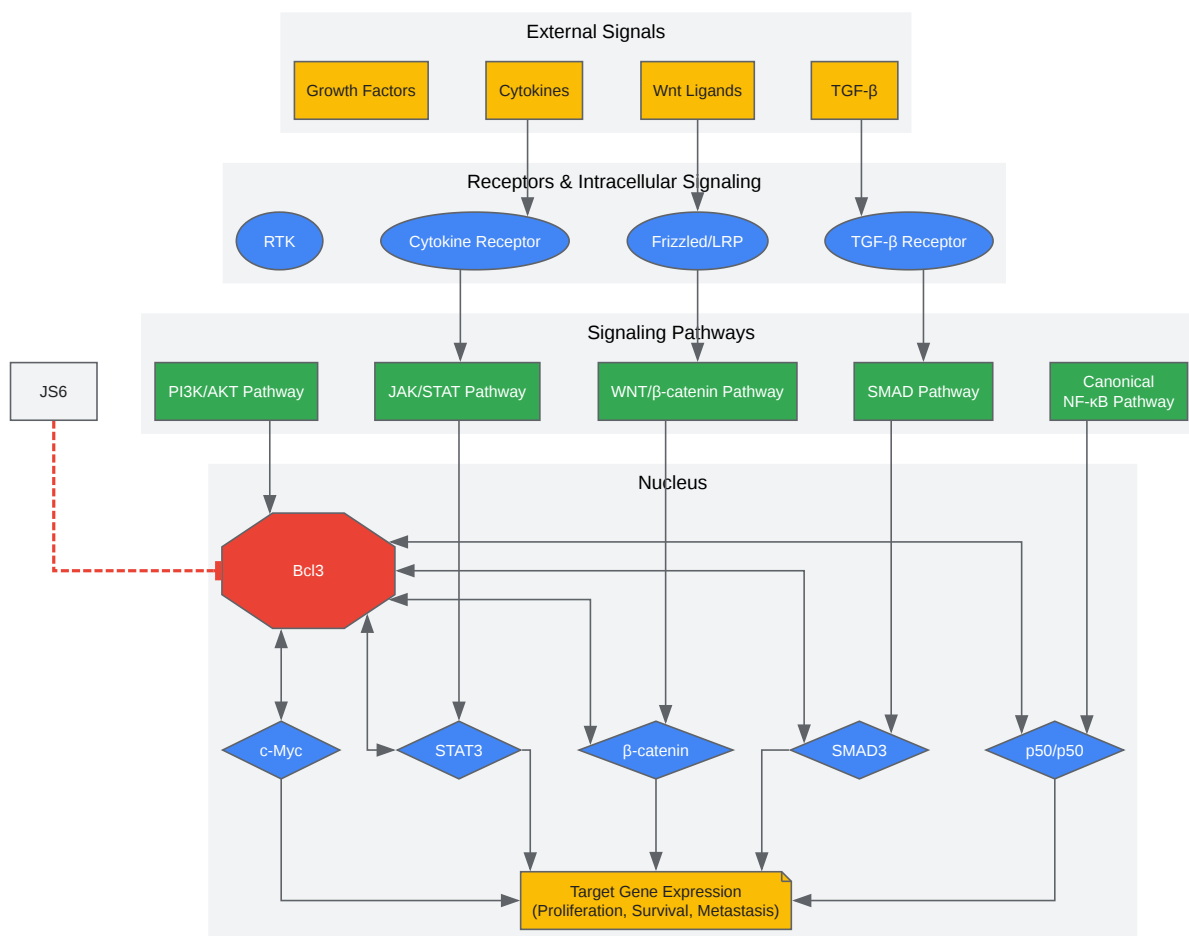 External Signals
Growth Factors
Cytokines
Wnt Ligands
TGF-β
Receptors & Intracellular Signaling
RTK
Cytokine Receptor
Frizzled/LRP
TGF-β Receptor
Signaling Pathways
JS6
PI3K/AKT Pathway
JAK/STAT Pathway
WNT/β-catenin Pathway
SMAD Pathway
Canonical
NF-κB Pathway
Nucleus
Bcl3
c-Myc
STAT3
β-catenin
SMAD3
p50/p50
Target Gene Expression
(Proliferation, Survival, Metastasis)